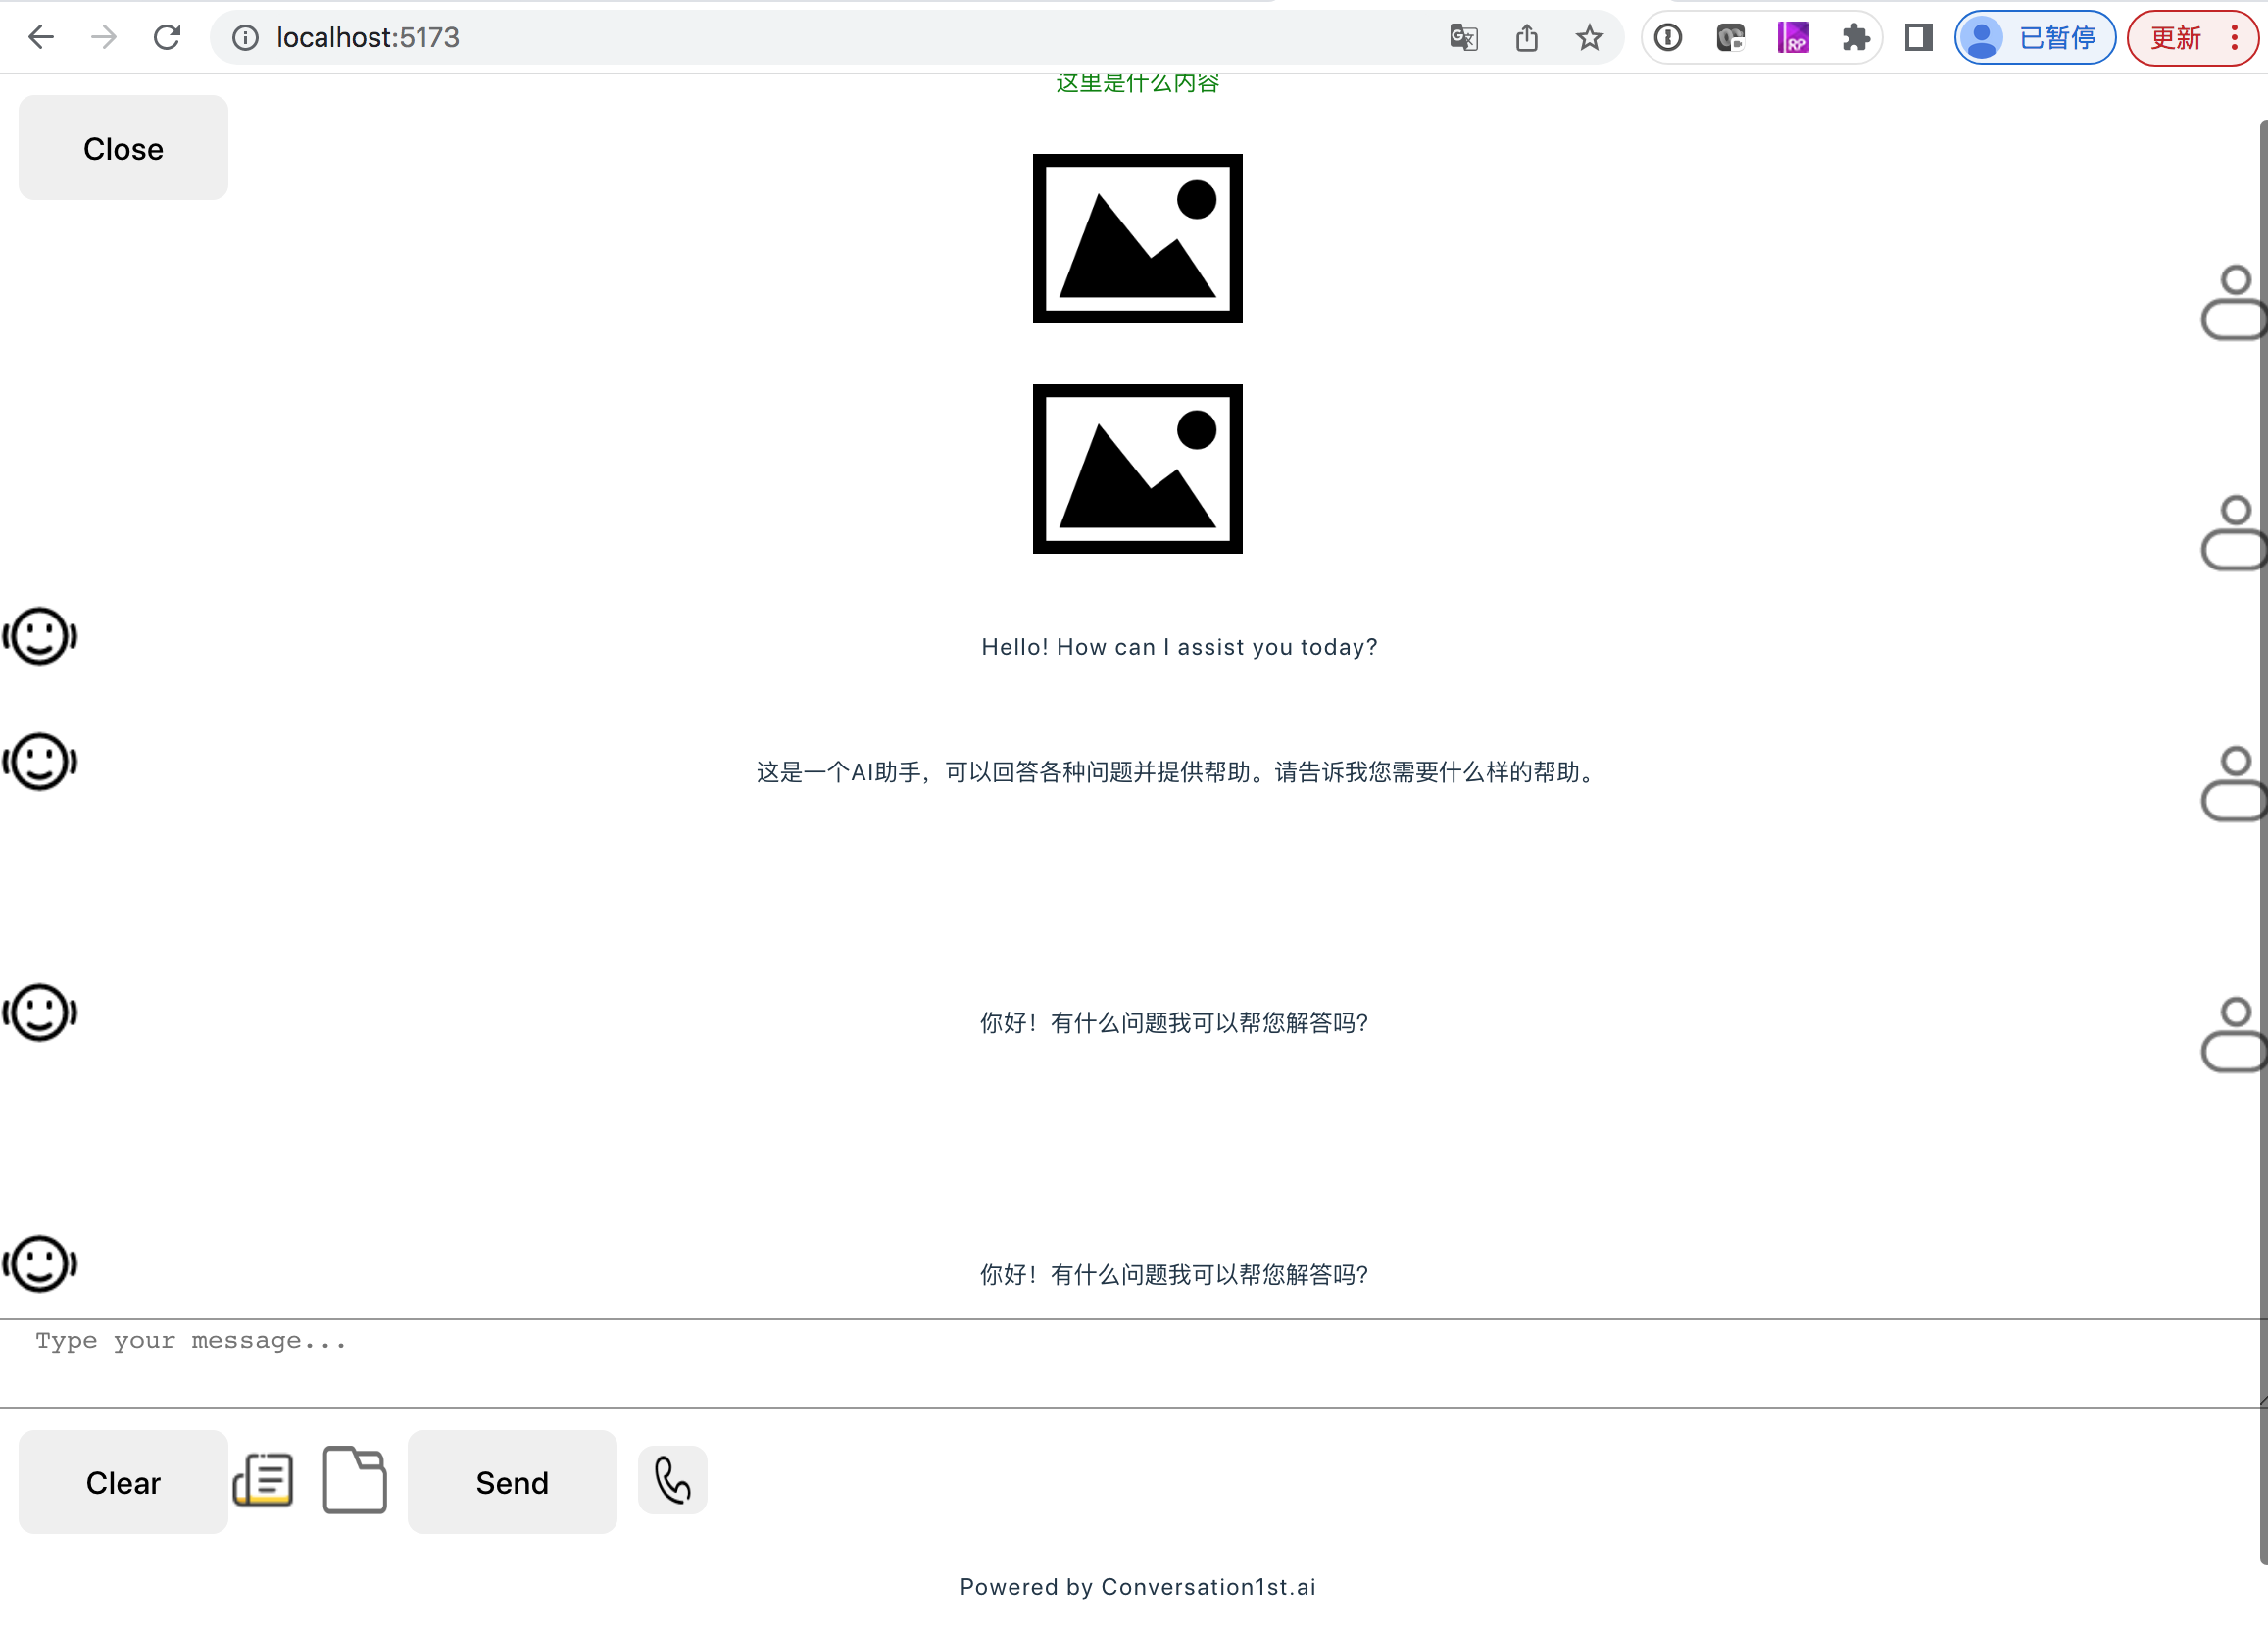 localhost:5173
已暂停
更新
这里是什么内容
Close
Hello! How can I assist you today?
这是一个AI助手，可以回答各种问题并提供帮助。请告诉我您需要什么样的帮助。
你好！有什么问题我可以帮您解答吗？
你好！有什么问题我可以帮您解答吗？
Type your message...
Clear
Send
Powered by Conversation1st.ai